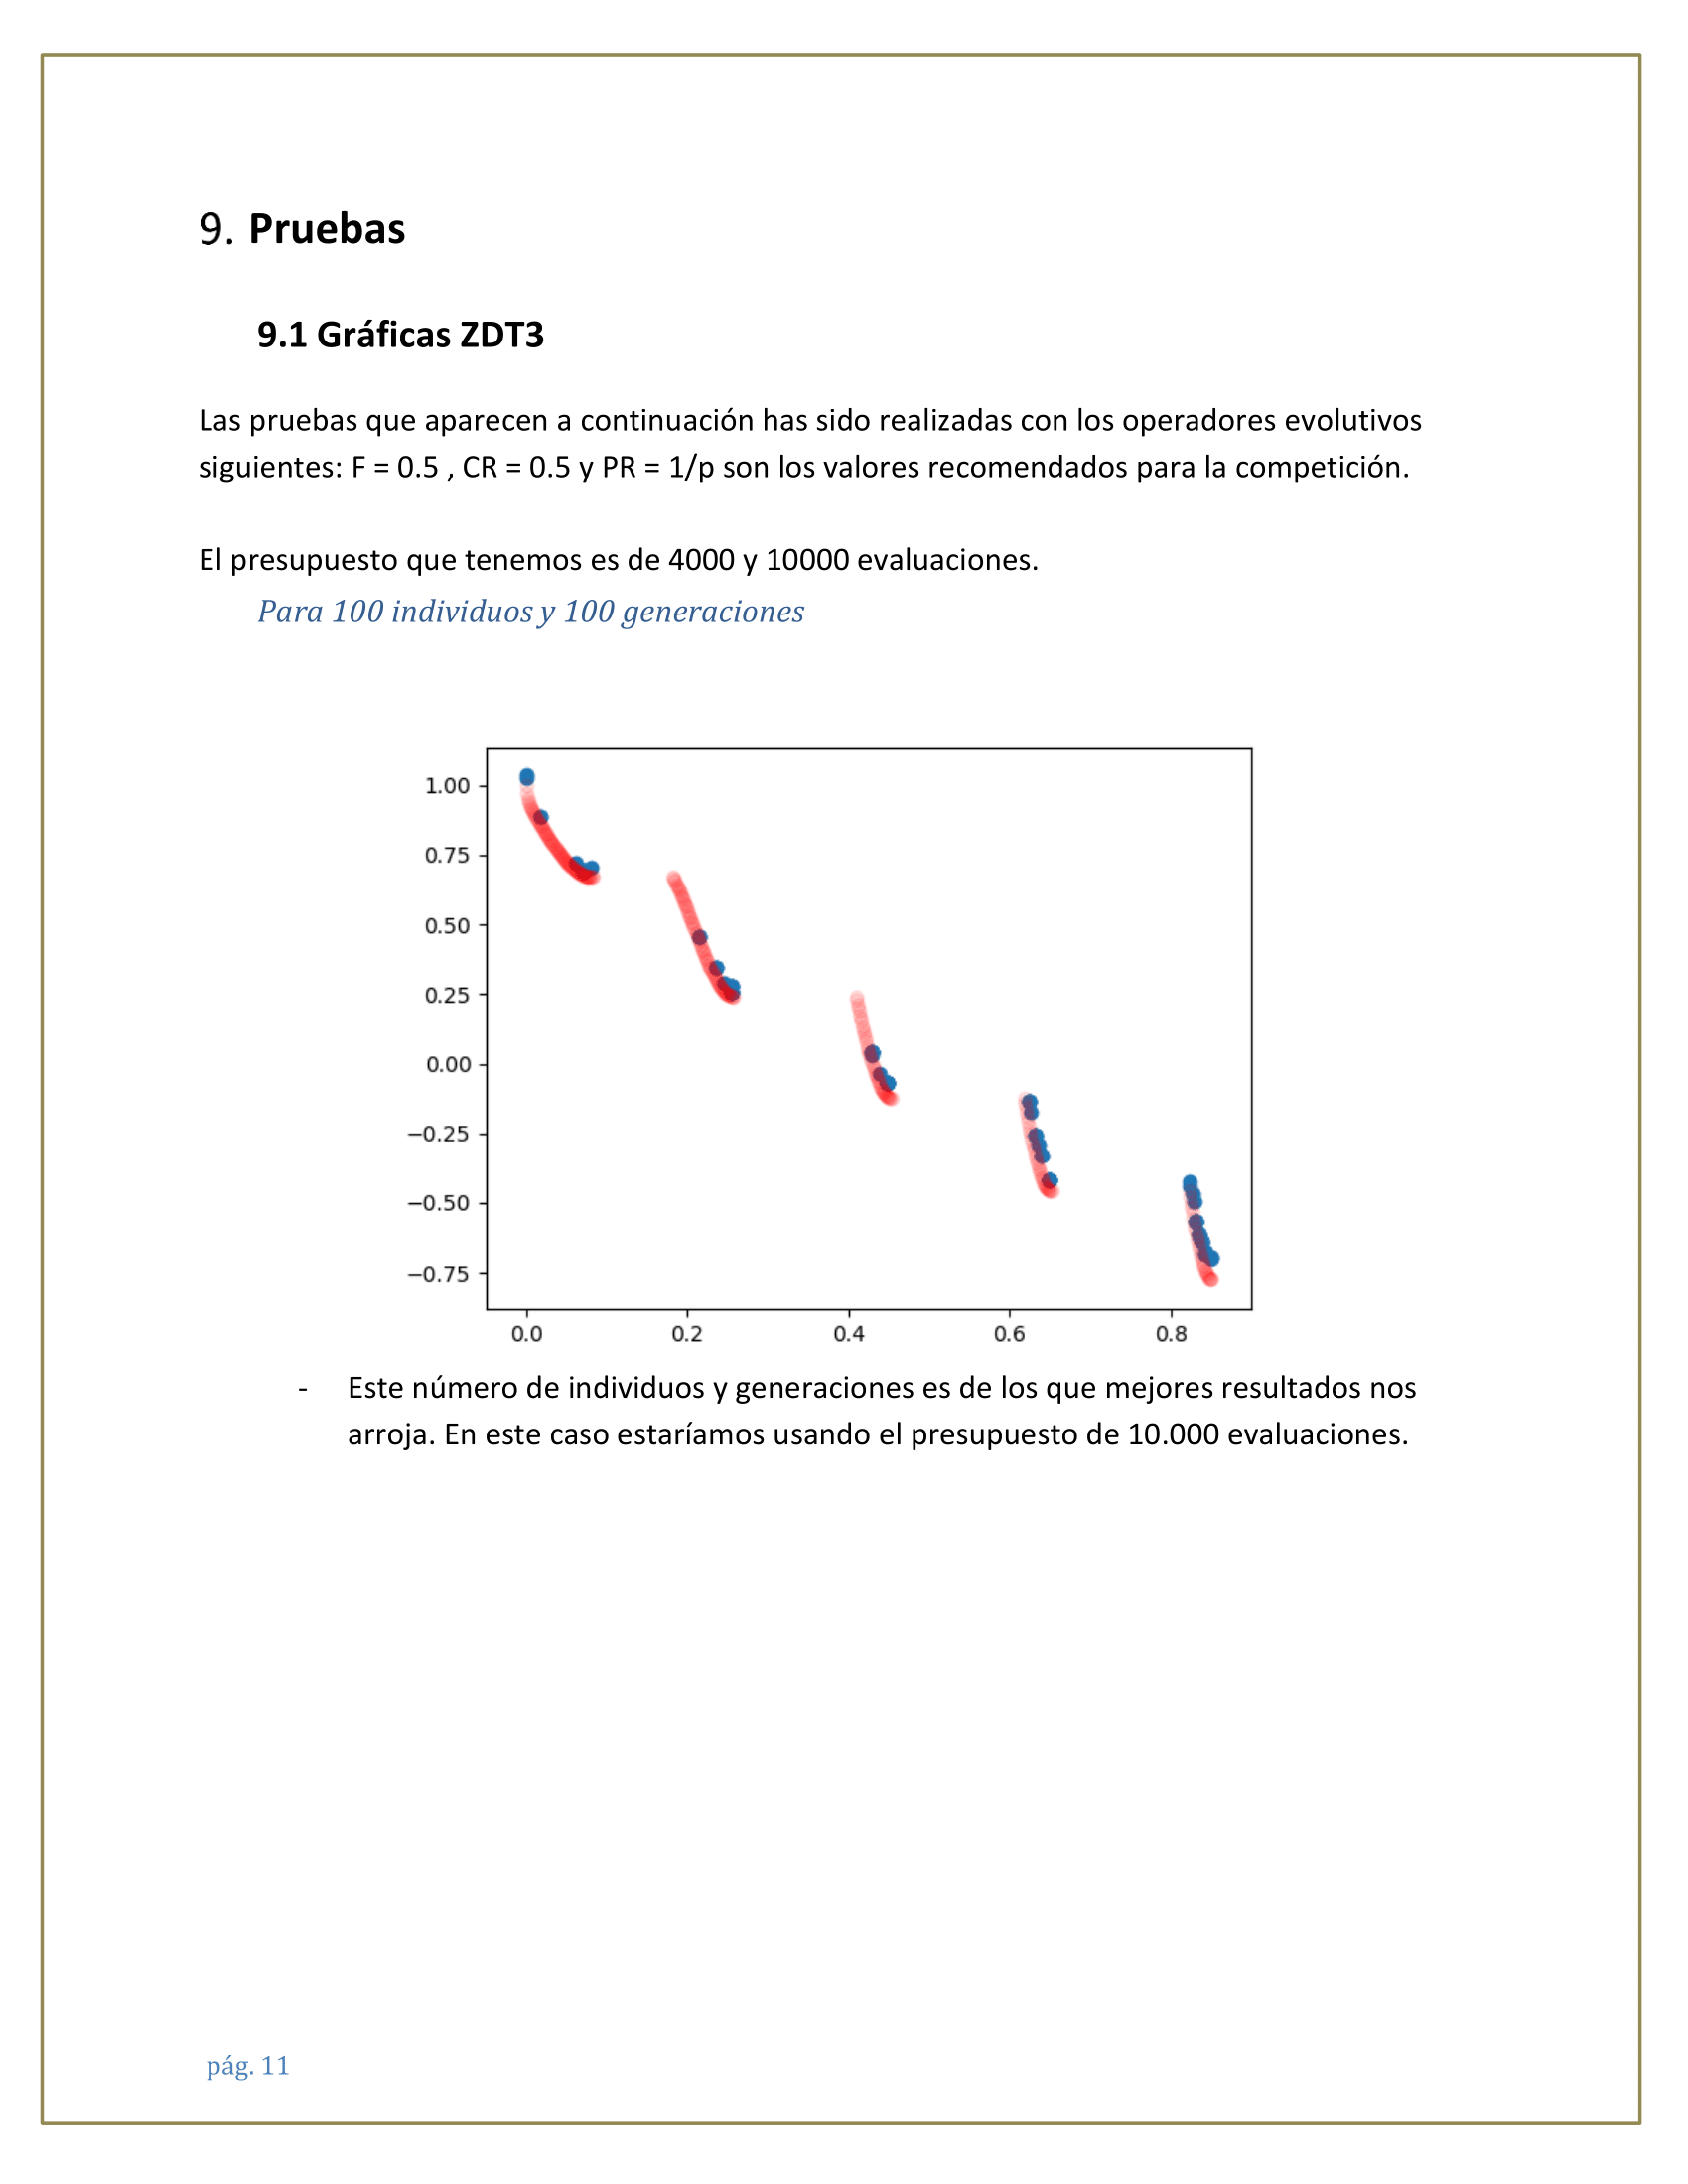 9. Pruebas
9.1 Gráficas ZDT3
Las pruebas que aparecen a continuación has sido realizadas con los operadores evolutivos
siguientes: F = 0.5 , CR = 0.5 y PR = 1/p son los valores recomendados para la competición.
El presupuesto que tenemos es de 4000 y 10000 evaluaciones.
Para 100 individuos y 100 generaciones
1.00
0.75
0.50
0.25
0.00
−0.25
−0.50
−0.75
0.0 0.2 0.4 0.6 0.8
- Este número de individuos y generaciones es de los que mejores resultados nos
arroja. En este caso estaríamos usando el presupuesto de 10.000 evaluaciones.
pág. 11